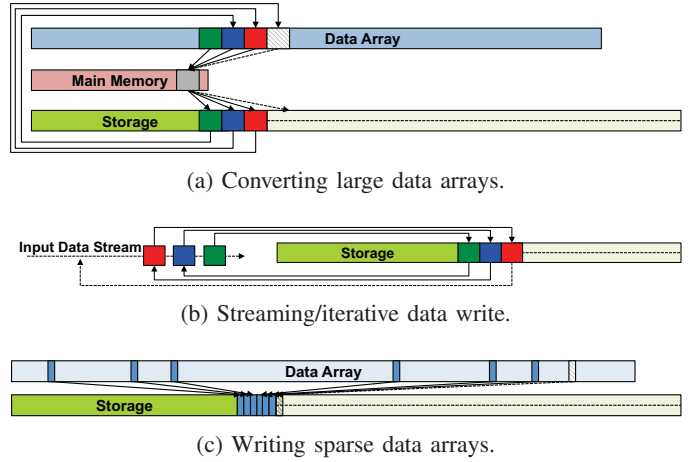 Data Array
Main Memory
Storage
(a) Converting large data arrays.
Input Data Stream
Storage
(b) Streaming/iterative data write.
Data Array
Storage
(c) Writing sparse data arrays.